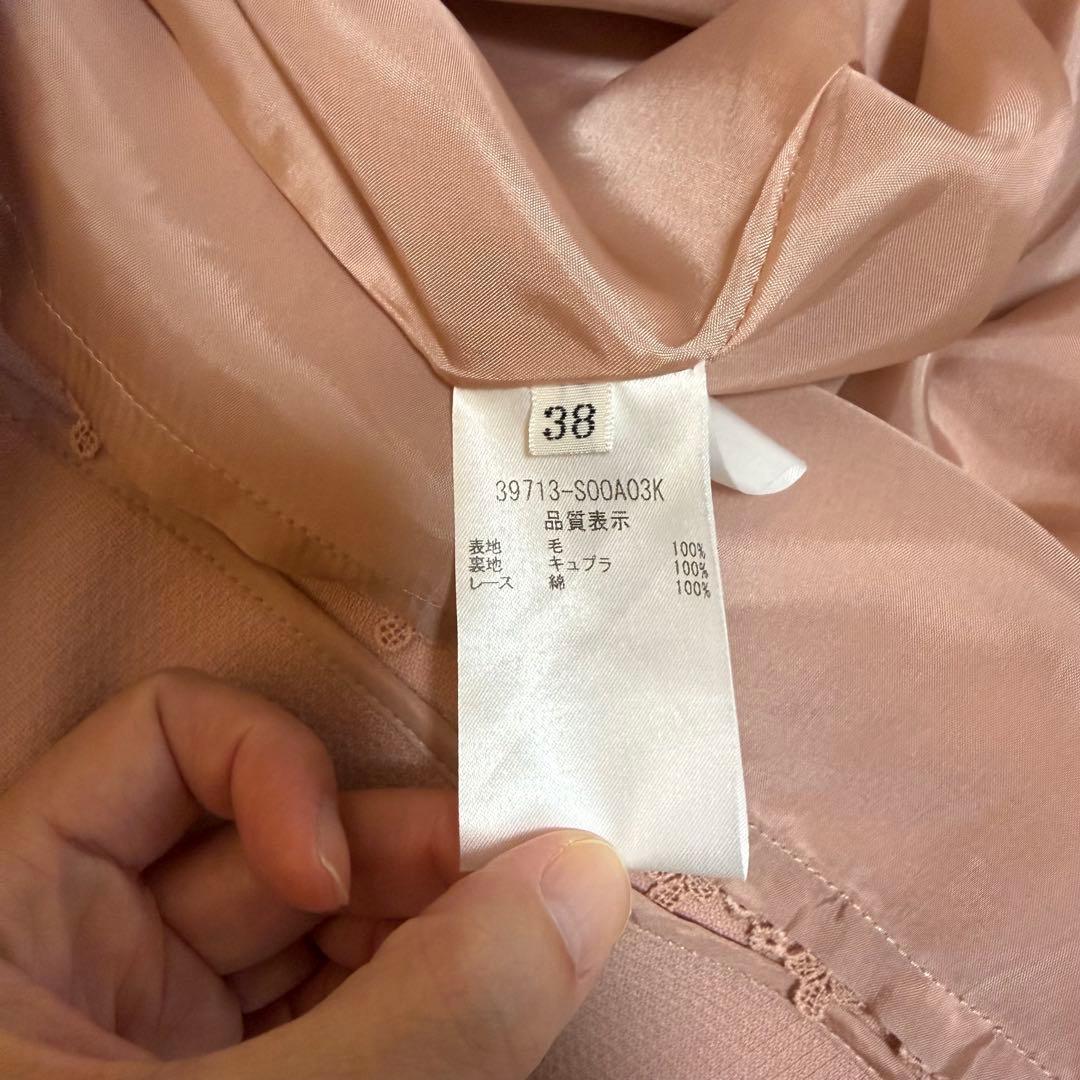 38
39713-S00A03K
品質表示
表地 毛 100%
裏地 キュプラ 100%
レース 綿 100%